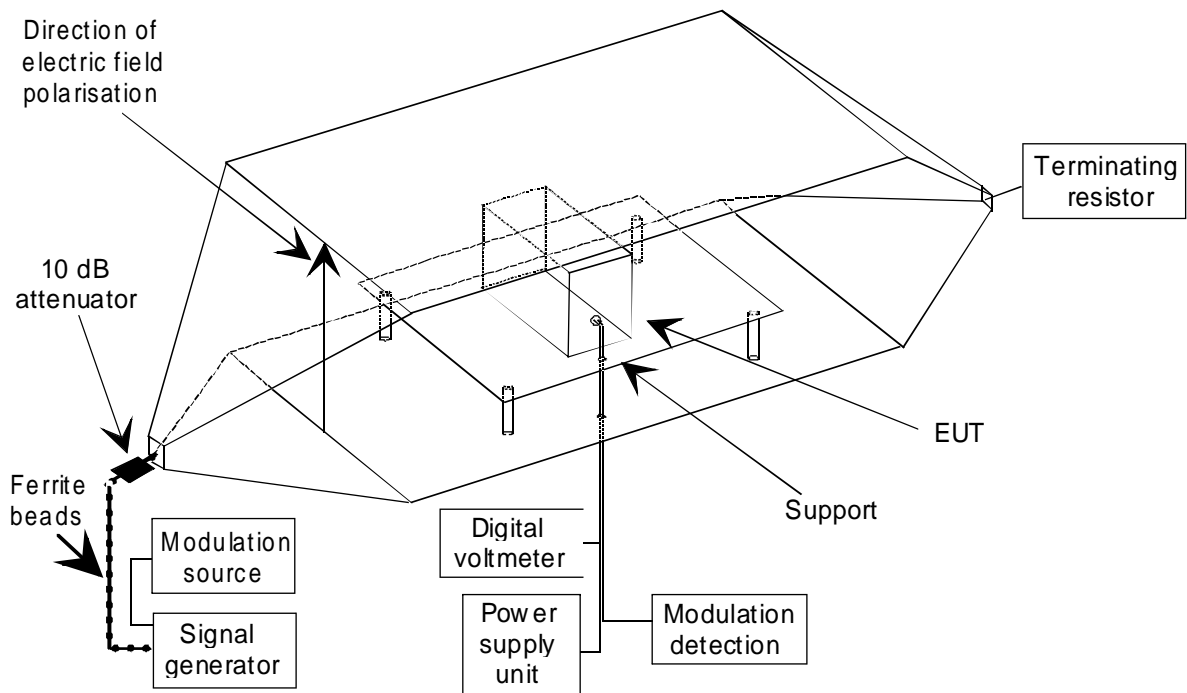 Direction of
electric field
polarisation
Terminating
resistor
10 dB
attenuator
EUT
Ferrite
beads
Support
Modulation
source
Digital
voltmeter
Signal
generator
Power
supply
unit
Modulation
detection